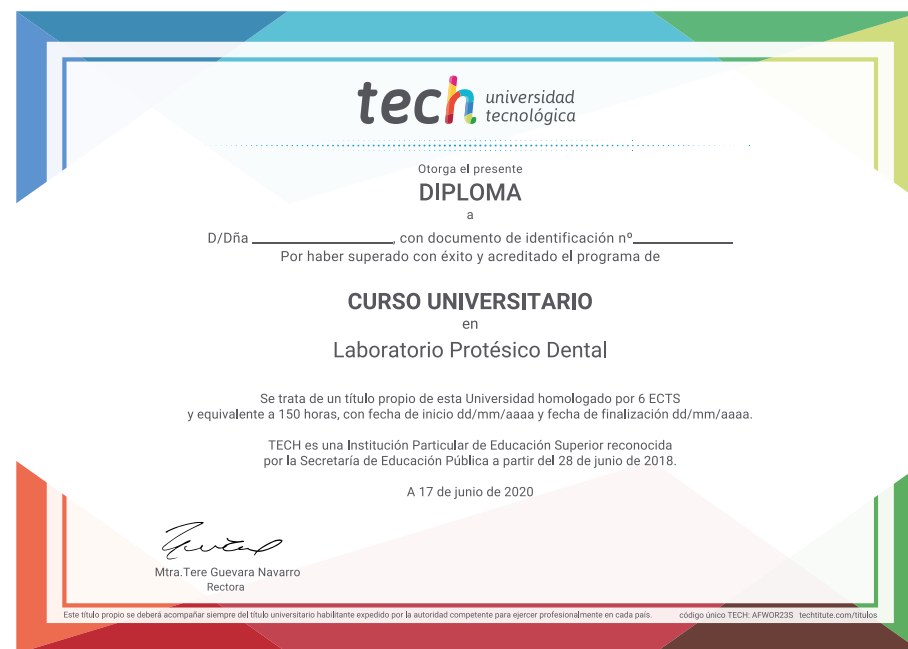 tech universidad
tecnológica
Otorga el presente
DIPLOMA
a
D/Dña ____________________, con documento de identificación nº______________
Por haber superado con éxito y acreditado el programa de
CURSO UNIVERSITARIO
en
Laboratorio Protésico Dental
Se trata de un título propio de esta Universidad homologado por 6 ECTS
y equivalente a 150 horas, con fecha de inicio dd/mm/aaaa y fecha de finalización dd/mm/aaaa.
TECH es una Institución Particular de Educación Superior reconocida
por la Secretaría de Educación Pública a partir del 28 de junio de 2018.
A 17 de junio de 2020
Mtra.Tere Guevara Navarro
Rectora
Este título propio se deberá acompañar siempre del título universitario habilitante expedido por la autoridad competente para ejercer profesionalmente en cada país. código único TECH: AFWOR23S techtitute.com/titulos